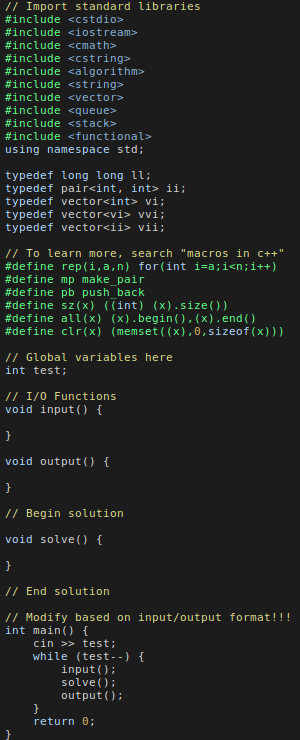 // Import standard libraries
#include <cstdio>
#include <iostream>
#include <cmath>
#include <cstring>
#include <algorithm>
#include <string>
#include <vector>
#include <queue>
#include <stack>
#include <functional>
using namespace std;

typedef long long ll;
typedef pair<int, int> ii;
typedef vector<int> vi;
typedef vector<vi> vvi;
typedef vector<ii> vii;

// To learn more, search "macros in c++"
#define rep(i,a,n) for(int i=a;i<n;i++)
#define mp make_pair
#define pb push_back
#define sz(x) ((int) (x).size())
#define all(x) (x).begin(),(x).end()
#define clr(x) (memset((x),0,sizeof(x)))

// Global variables here
int test;

// I/O Functions
void input() {

}

void output() {

}

// Begin solution

void solve() {

}

// End solution

// Modify based on input/output format!!!
int main() {
    cin >> test;
    while (test--) {
        input();
        solve();
        output();
    }
    return 0;
}